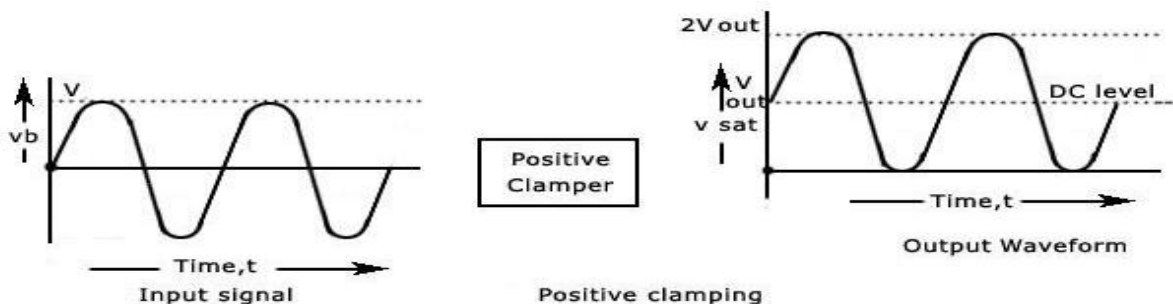 V
vb
Time,t
Input signal
Positive
Clamper
Positive clamping
2V out
V
out
v sat
DC level
Time,t
Output Waveform